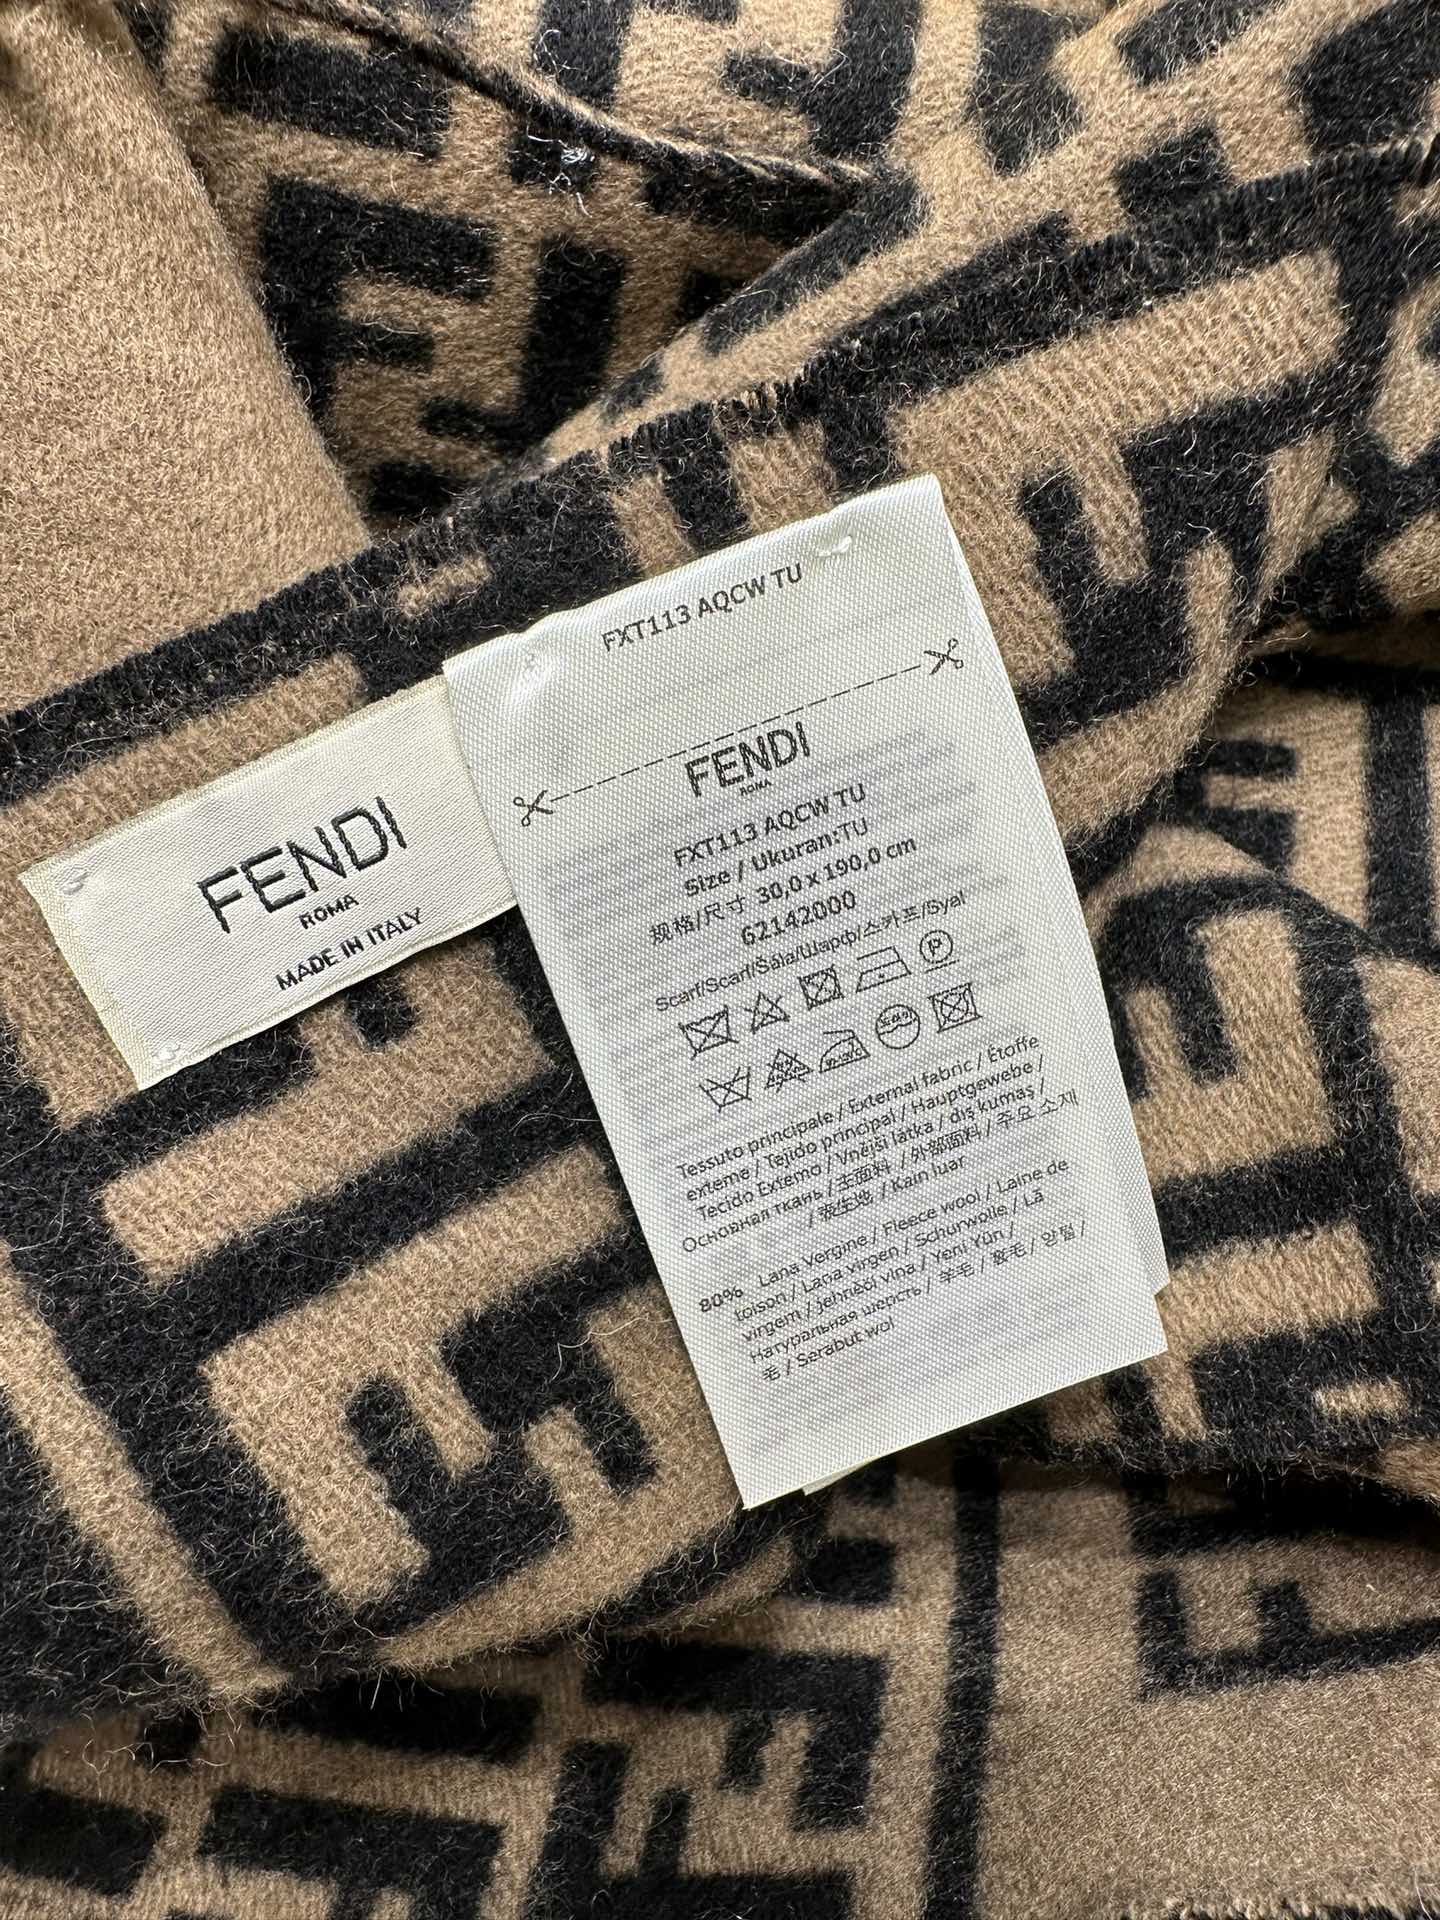 FENDI
ROMA
MADE IN ITALY
FXT113 AQCW TU
FENDI
ROMA
FXT113 AQCW TU
Size / Ukuran:TU
规格/尺寸 30,0 x 190,0 cm
62142000
Scarf/Scarf/Šála/Шарф/스카프/Syal
Tessuto principale / External fabric / Étoffe
externe / Tejido principal / Hauptgewebe /
Tecido Externo / Vnější látka / dış kumaş /
Основная ткань / 主面料 / 外部面料 / 주요 소재
/ 表生地 / Kain luar
80% Lana Vergine / Fleece wool / Laine de
toison / Lana virgen / Schurwolle / Lã
virgem / jehněčí vlna / Yeni Yün /
Натуральная шерсть / 羊毛 / 양털 /
毛 / Serabut wol